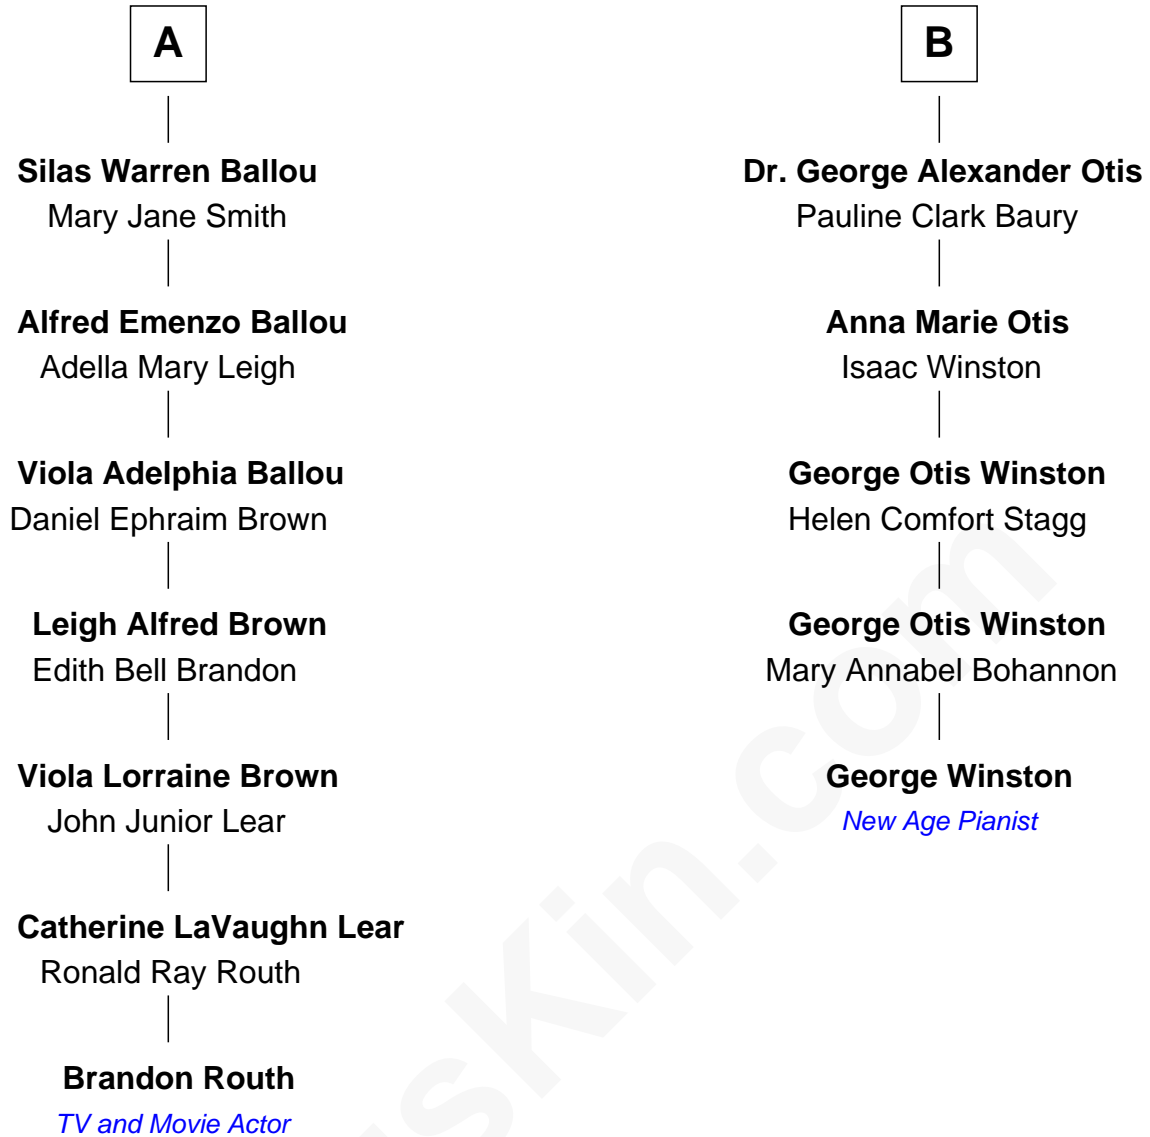 A
Silas Warren Ballou
Mary Jane Smith
Alfred Emenzo Ballou
Adella Mary Leigh
Viola Adelphia Ballou
Daniel Ephraim Brown
Leigh Alfred Brown
Edith Bell Brandon
Viola Lorraine Brown
John Junior Lear
Catherine LaVaughn Lear
Ronald Ray Routh
Brandon Routh
TV and Movie Actor
B
Dr. George Alexander Otis
Pauline Clark Baury
Anna Marie Otis
Isaac Winston
George Otis Winston
Helen Comfort Stagg
George Otis Winston
Mary Annabel Bohannon
George Winston
New Age Pianist
sKin.com